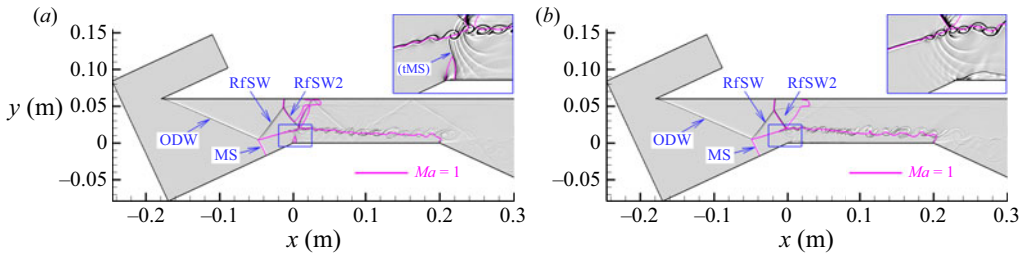 (a)
0.15
0.10
0.05
0
−0.05
y (m)
(tMS)
RfSW
RfSW2
ODW
MS
Ma = 1
−0.2
−0.1
0
0.1
0.2
0.3
x (m)
(b)
0.15
0.10
0.05
0
−0.05
RfSW
RfSW2
ODW
MS
Ma = 1
−0.2
−0.1
0
0.1
0.2
0.3
x (m)